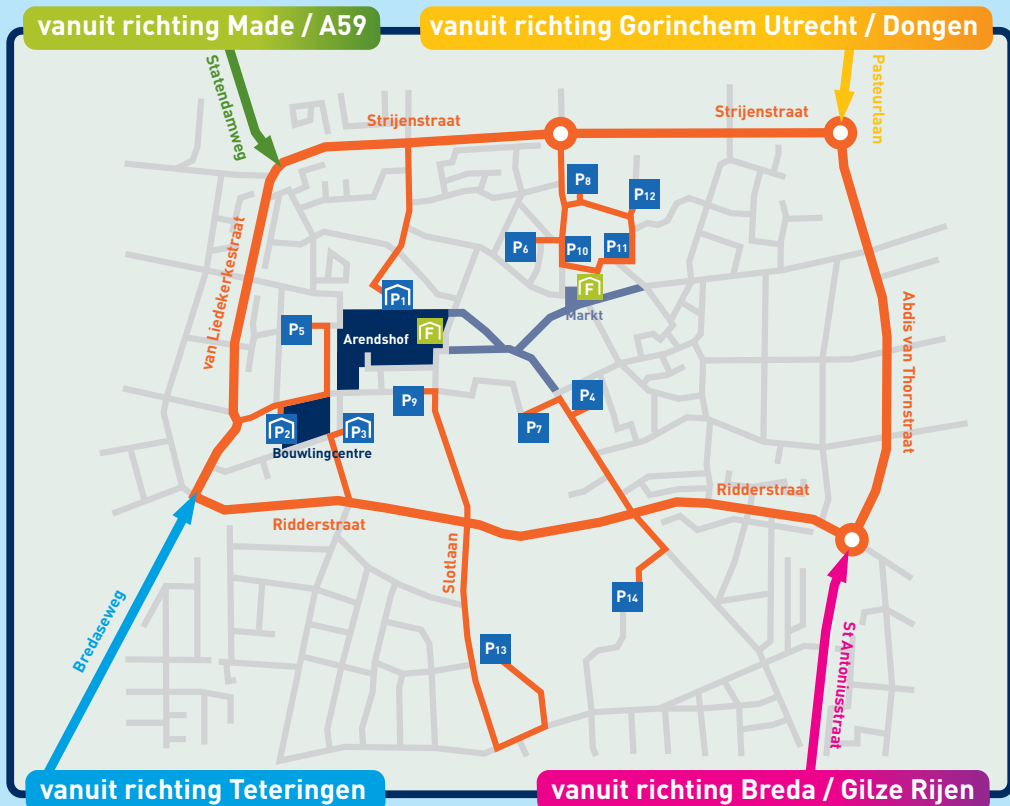 vanuit richting Made / A59
vanuit richting Gorinchem Utrecht / Dongen
Statendamweg
Pasteurlaan
Strijenstraat
Strijenstraat
P8
P12
P6
P10
P11
van Liedekerkestraat
P1
F
Markt
Abdis van Thornstraat
P5
Arendshof
F
P9
P4
P2
P3
P7
Bouwlingcentre
Ridderstraat
Ridderstraat
Slotlaan
Bredaseweg
P14
P13
St Antoniusstraat
vanuit richting Teteringen
vanuit richting Breda / Gilze Rijen